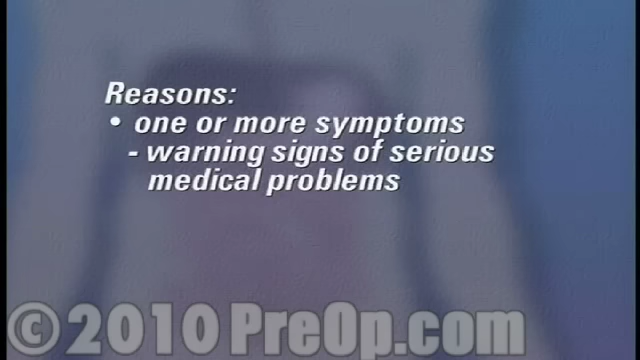 Reasons:
• one or more symptoms
- warning signs of serious
medical problems
© 2010 PreOp.com